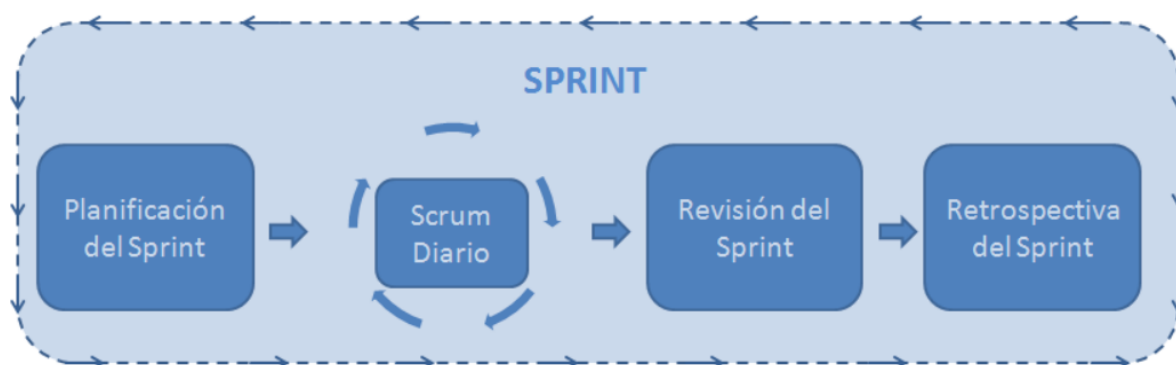 SPRINT
Planificación
del Sprint
Scrum
Diario
Revisión del
Sprint
Retrospectiva
del Sprint